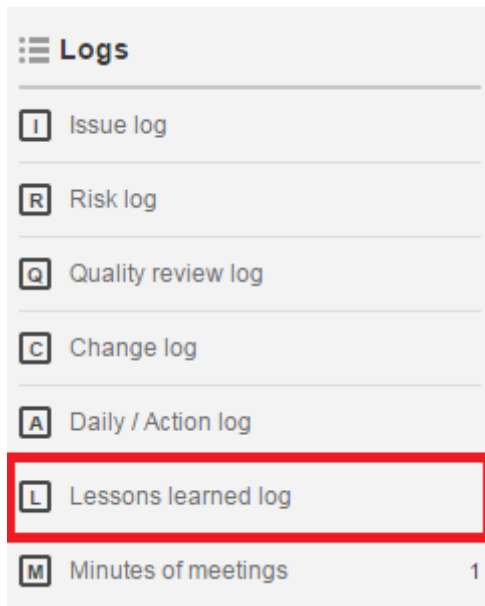 Logs
I Issue log
R Risk log
Q Quality review log
C Change log
A Daily / Action log
L Lessons learned log
M Minutes of meetings 1